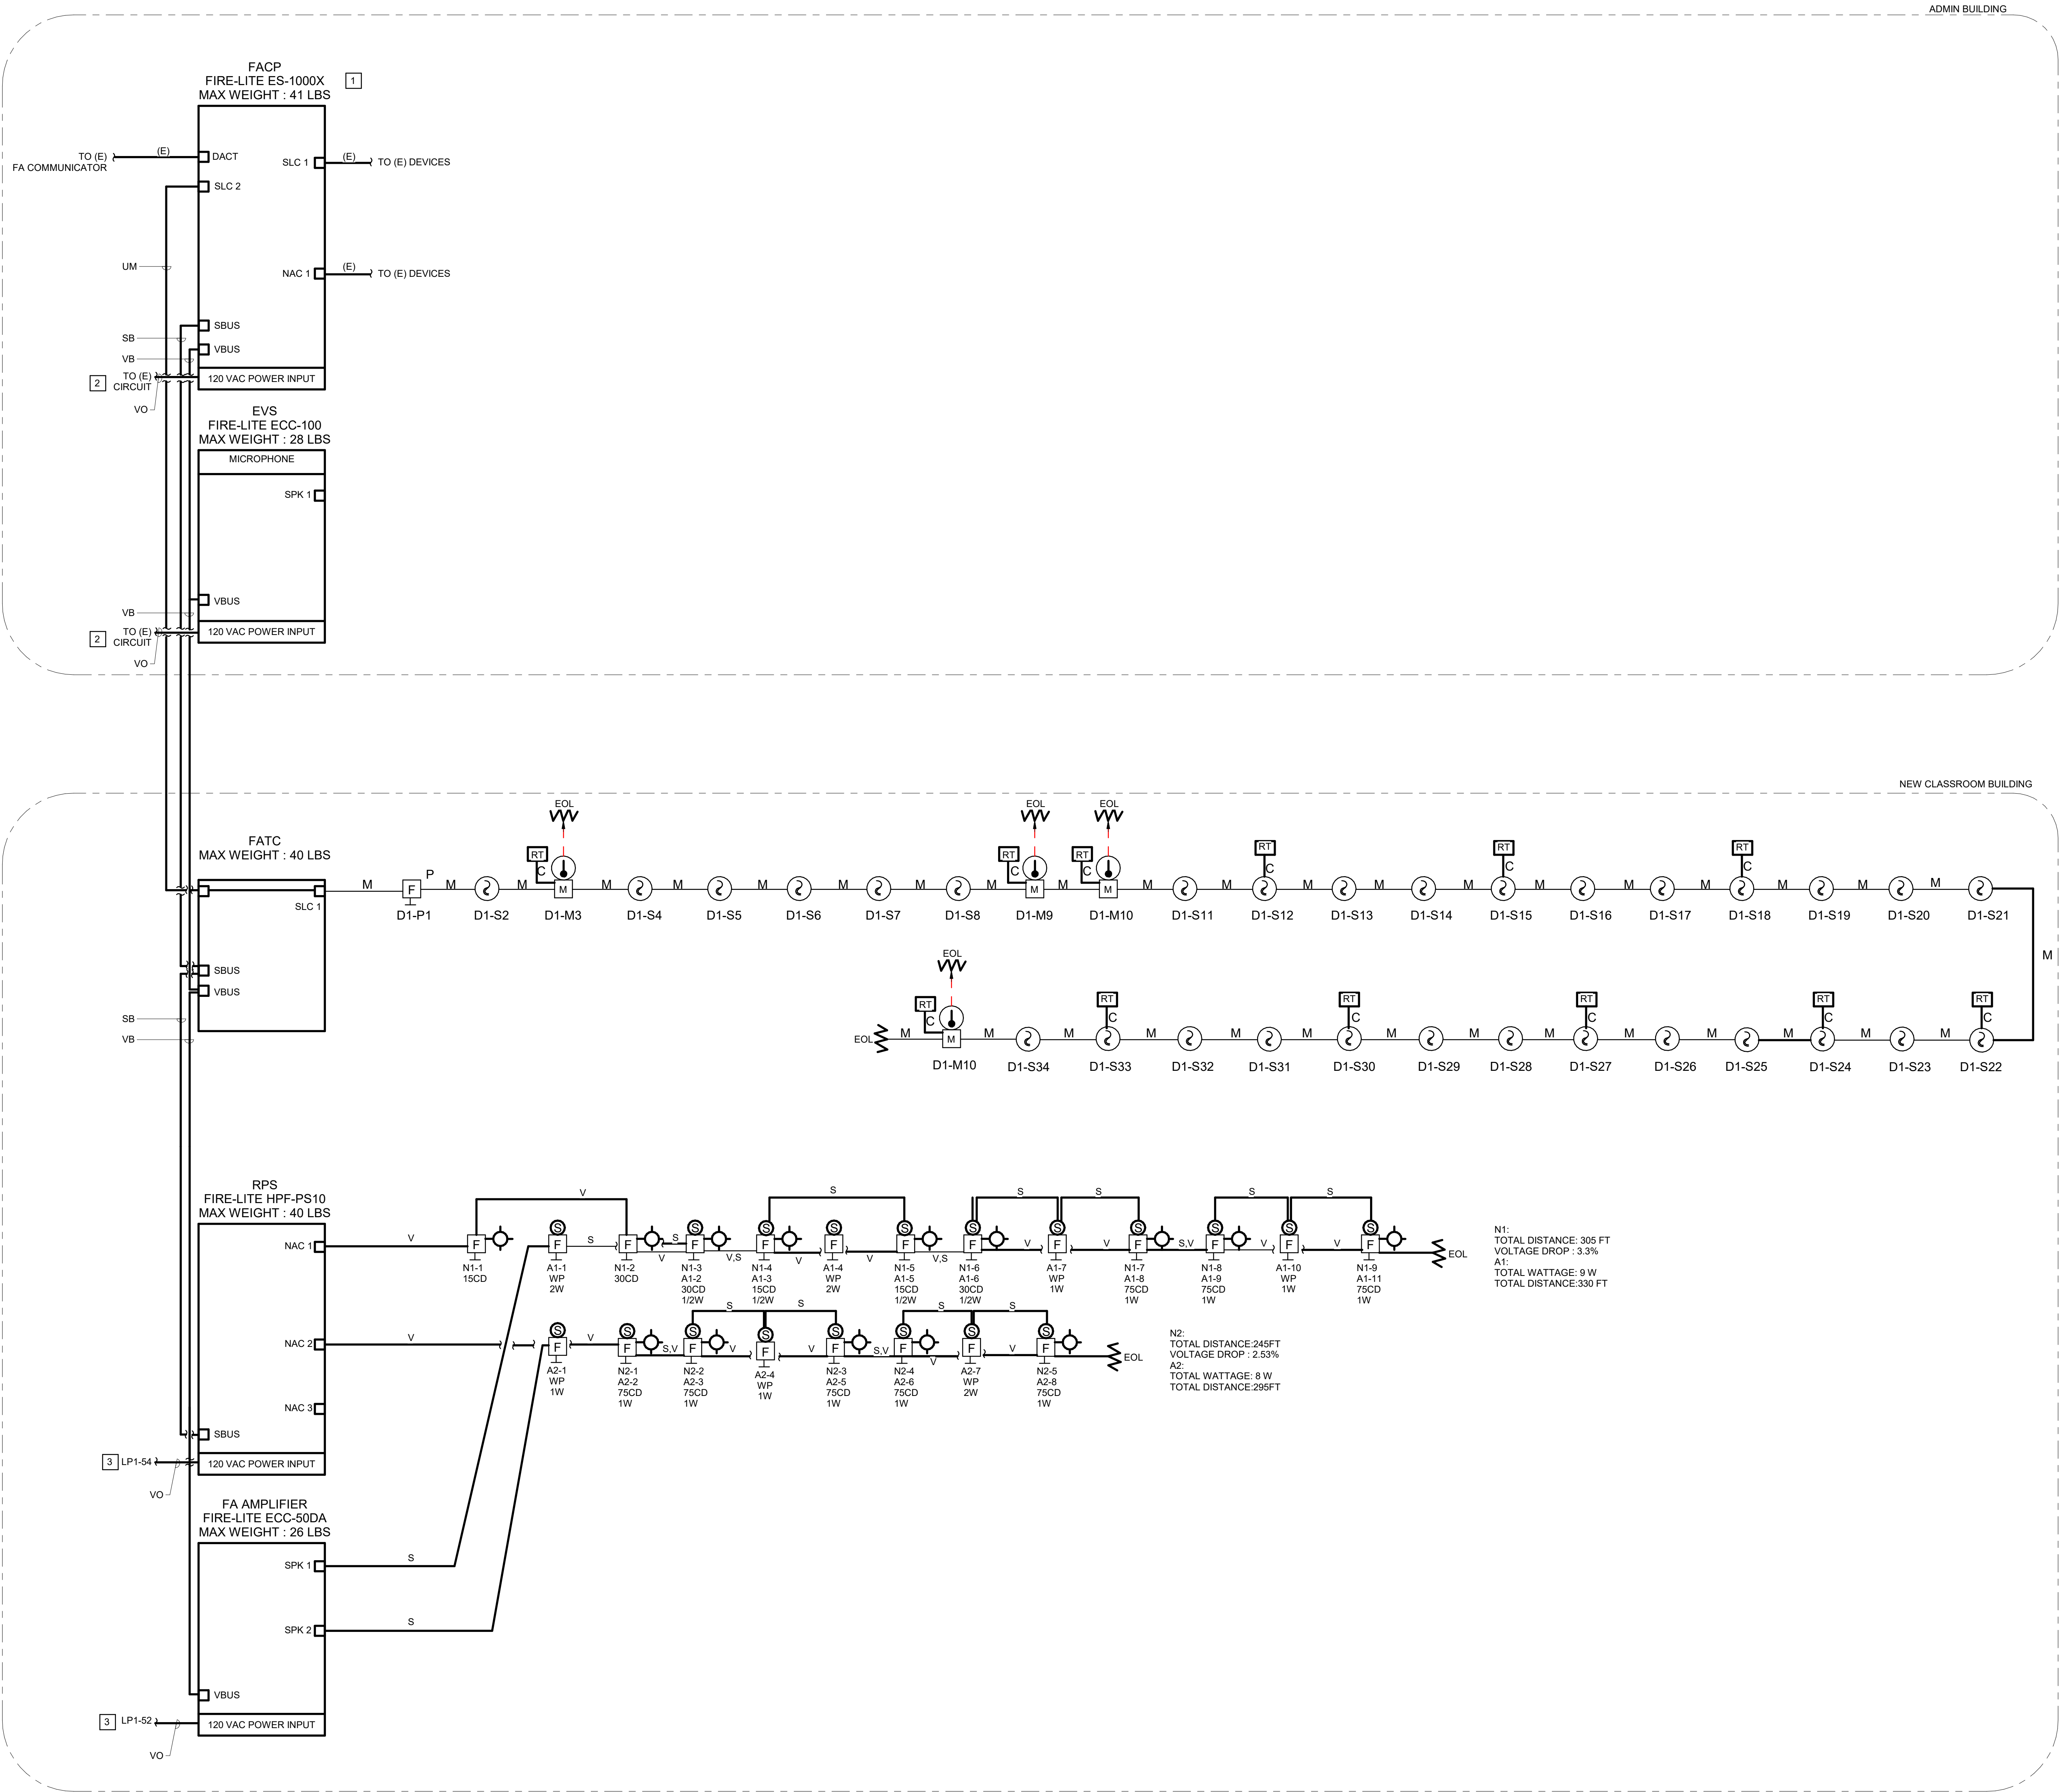 ADMIN BUILDING
FACP
FIRE-LITE ES-1000X
MAX WEIGHT : 41 LBS
1
TO (E)
FA COMMUNICATOR
(E)
DACT
SLC 1
(E)
TO (E) DEVICES
SLC 2
UM
NAC 1
(E)
TO (E) DEVICES
SBUS
SB
VBUS
VB
2
TO (E)
CIRCUIT
120 VAC POWER INPUT
VO
EVS
FIRE-LITE ECC-100
MAX WEIGHT : 28 LBS
MICROPHONE
SPK 1
VBUS
VB
2
TO (E)
CIRCUIT
120 VAC POWER INPUT
VO
NEW CLASSROOM BUILDING
FATC
MAX WEIGHT : 40 LBS
SLC 1
SBUS
VBUS
SB
VB
EOL EOL EOL
RT RT RT RT RT RT
C C C C C C
P
M F M M M M M M M M M M M M M M M M M M M M M M M
D1-P1 D1-S2 D1-M3 D1-S4 D1-S5 D1-S6 D1-S7 D1-S8 D1-M9 D1-M10 D1-S11 D1-S12 D1-S13 D1-S14 D1-S15 D1-S16 D1-S17 D1-S18 D1-S19 D1-S20 D1-S21
M
EOL
RT RT RT RT RT RT
C C C C C C
EOL M M M M M M M M M M M M M M M
D1-M10 D1-S34 D1-S33 D1-S32 D1-S31 D1-S30 D1-S29 D1-S28 D1-S27 D1-S26 D1-S25 D1-S24 D1-S23 D1-S22
RPS
FIRE-LITE HPF-PS10
MAX WEIGHT : 40 LBS
NAC 1
NAC 2
NAC 3
SBUS
3
LP1-54
120 VAC POWER INPUT
VO
V S S S S S
S S S S S S S S S S S
V F F S F S F F F F F F F S,V F F F EOL
V V,S V V V,S V V V V
N1-1
15CD
A1-1
WP
2W
N1-2
30CD
N1-3
A1-2
30CD
1/2W
N1-4
A1-3
15CD
1/2W
A1-4
WP
2W
N1-5
A1-5
15CD
1/2W
N1-6
A1-6
30CD
1/2W
A1-7
WP
1W
N1-7
A1-8
75CD
1W
N1-8
A1-9
75CD
1W
A1-10
WP
1W
N1-9
A1-11
75CD
1W
N1:
TOTAL DISTANCE: 305 FT
VOLTAGE DROP : 3.3%
A1:
TOTAL WATTAGE: 9 W
TOTAL DISTANCE:330 FT
S S S S
S S S S S S S S
V F V F S,V F V F V F S,V F V F V F EOL
A2-1
WP
1W
N2-1
A2-2
75CD
1W
N2-2
A2-3
75CD
1W
A2-4
WP
1W
N2-3
A2-5
75CD
1W
N2-4
A2-6
75CD
1W
A2-7
WP
2W
N2-5
A2-8
75CD
1W
N2:
TOTAL DISTANCE:245FT
VOLTAGE DROP : 2.53%
A2:
TOTAL WATTAGE: 8 W
TOTAL DISTANCE:295FT
FA AMPLIFIER
FIRE-LITE ECC-50DA
MAX WEIGHT : 26 LBS
SPK 1
S
SPK 2
S
VBUS
3
LP1-52
120 VAC POWER INPUT
VO